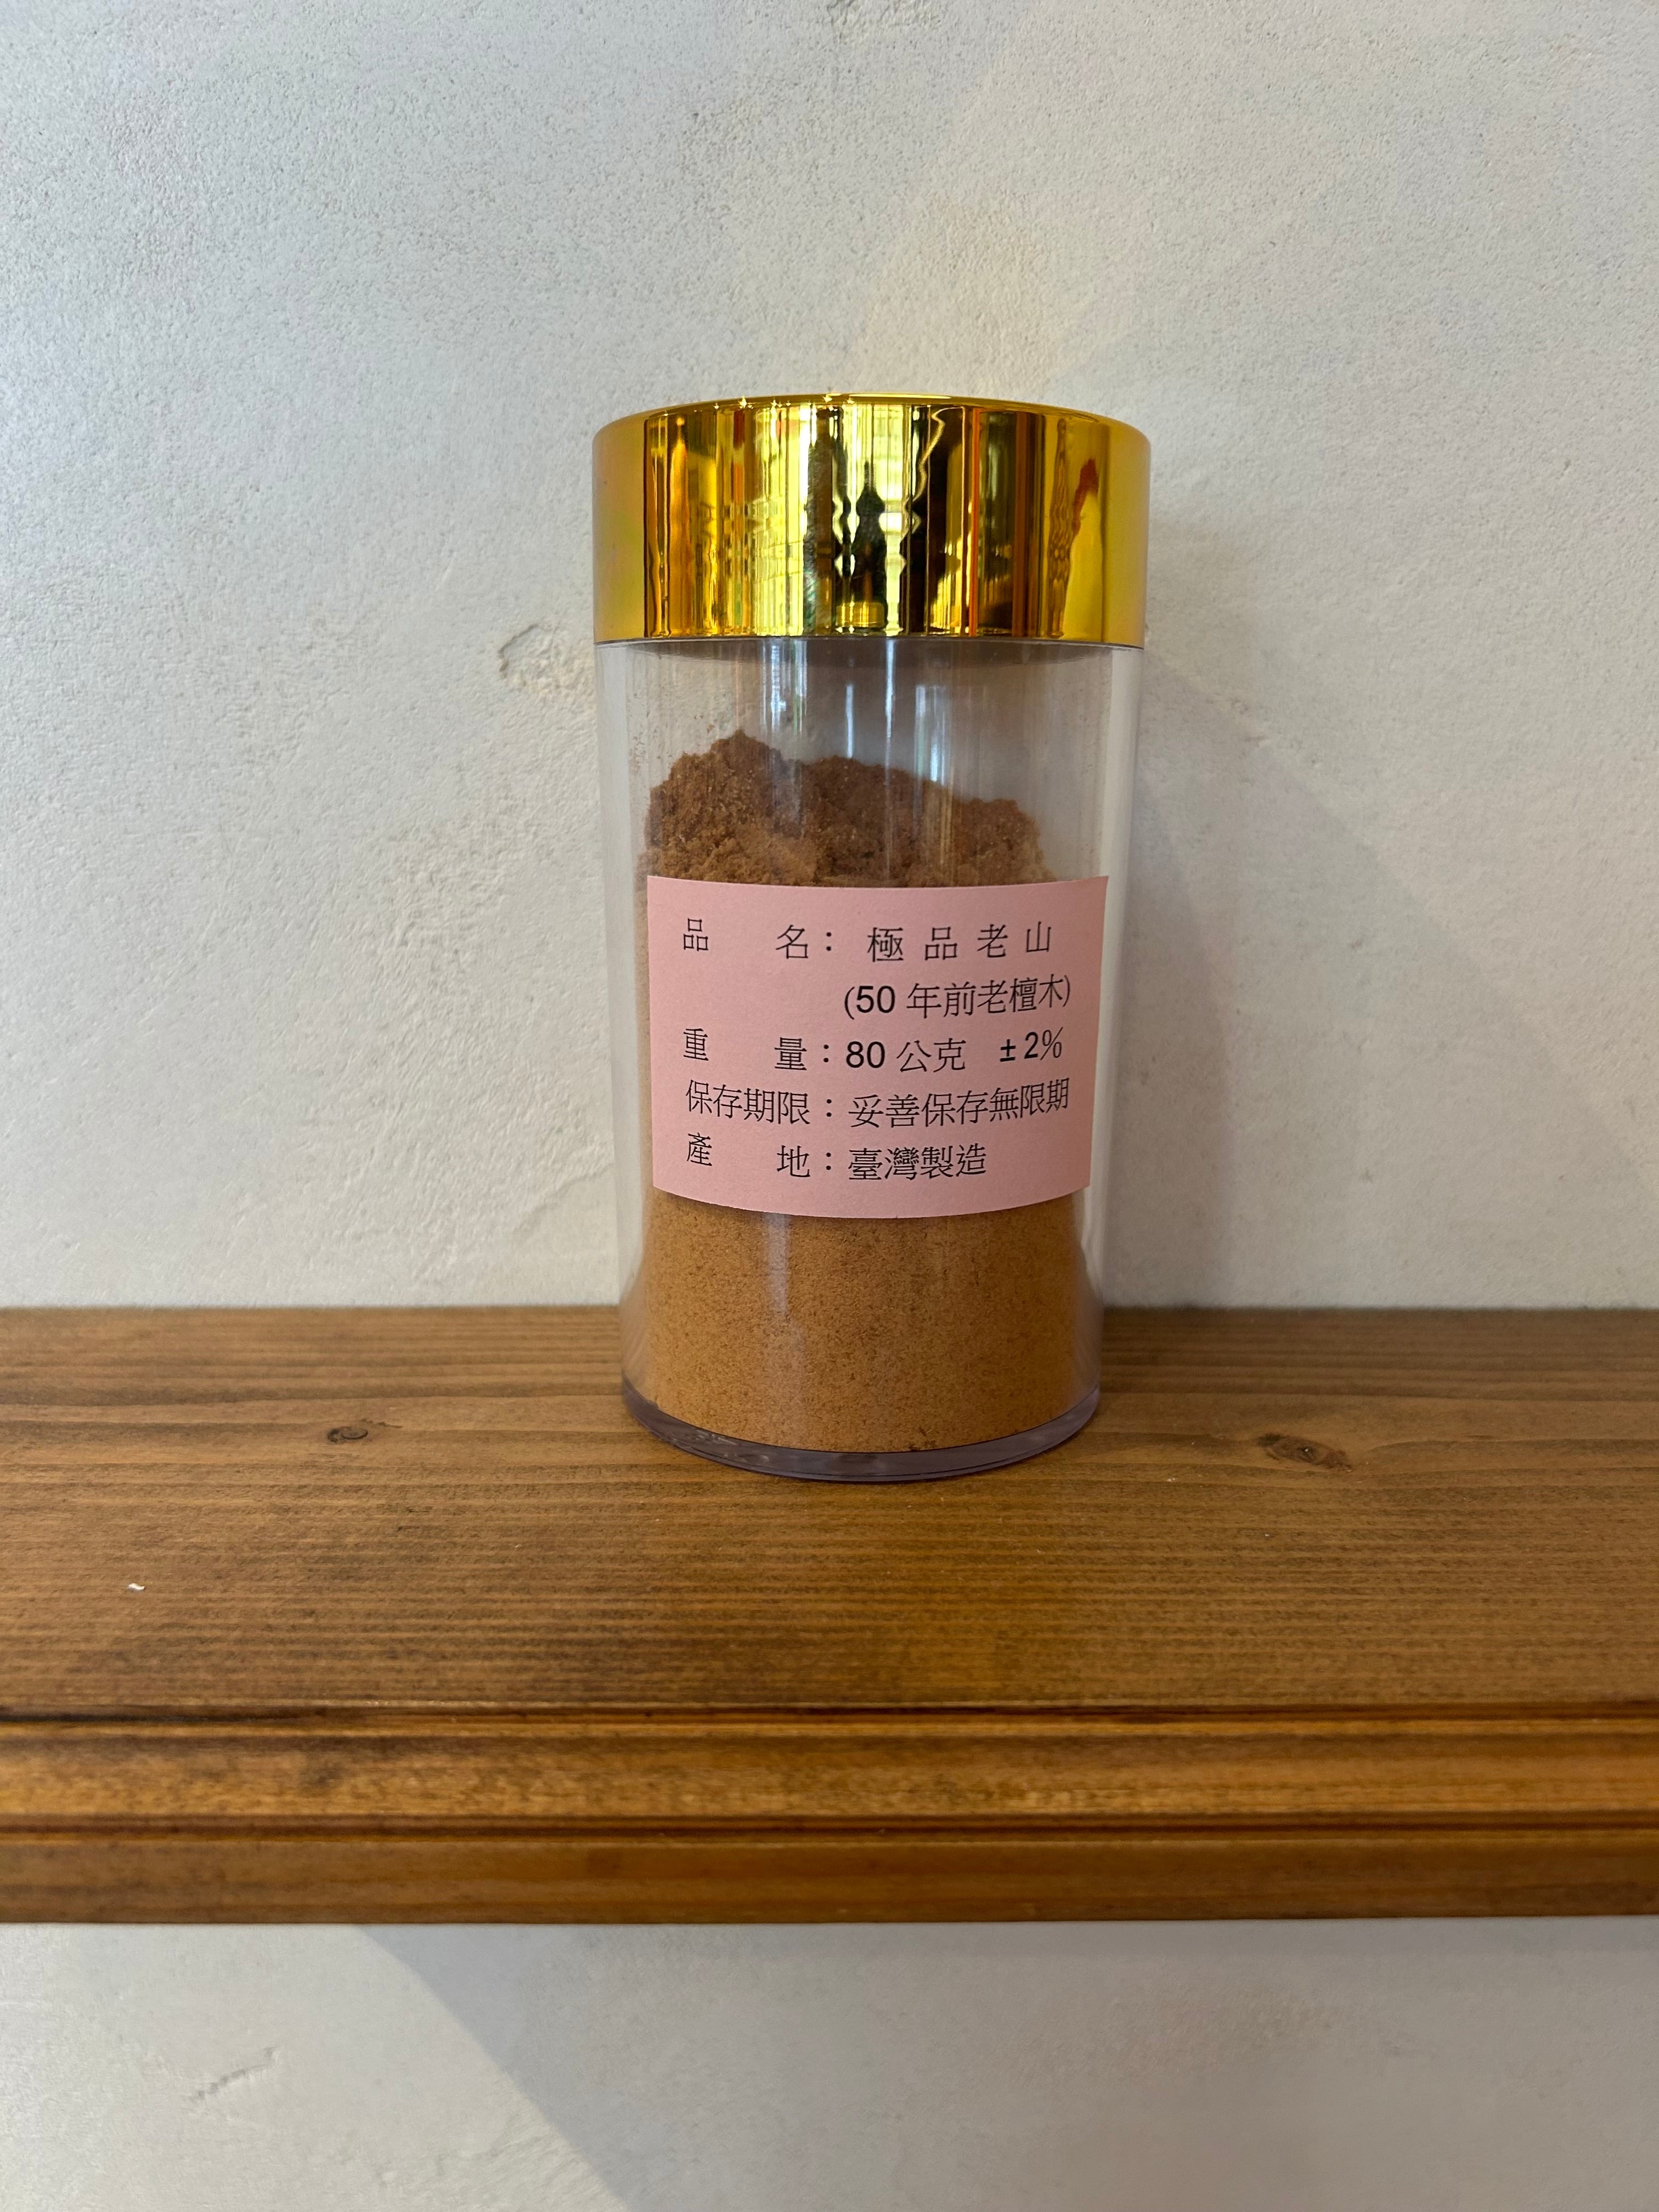 品　　名：極品老山
(50 年前老檀木)
重　　量：80 公克 ±2%
保存期限：妥善保存無限期
產　　地：臺灣製造